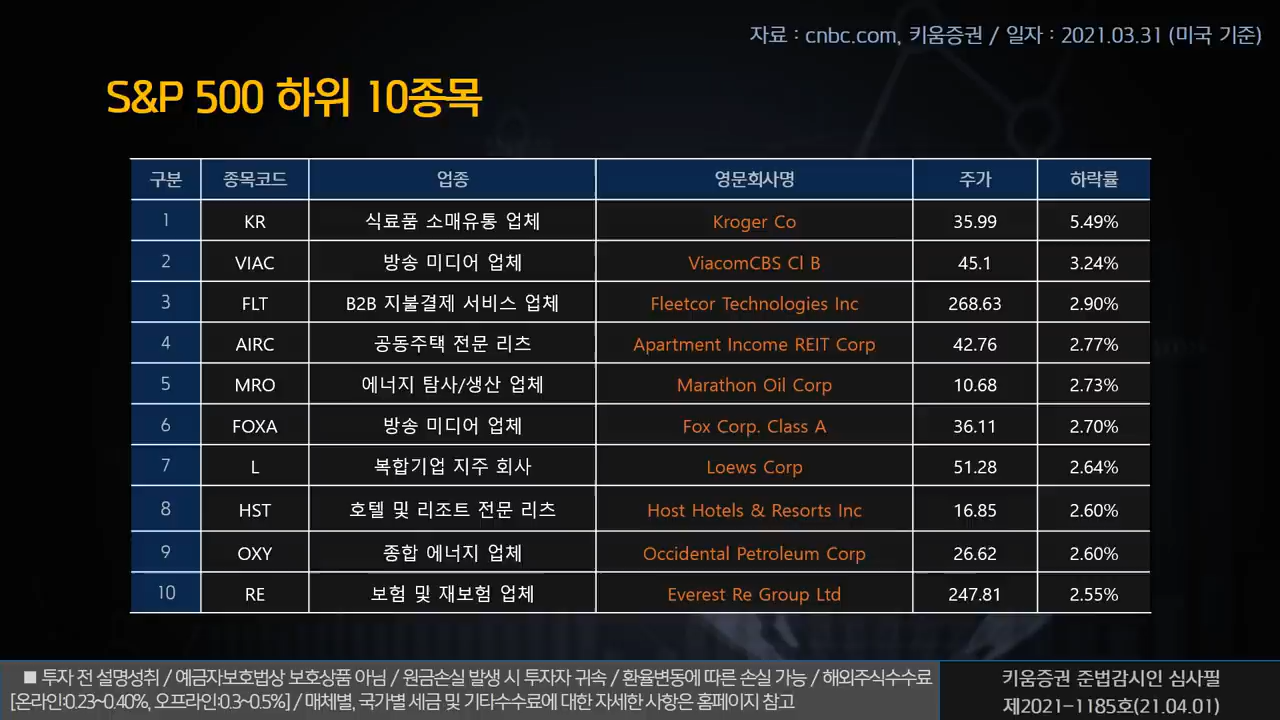 자료 : cnbc.com, 키움증권 / 일자 : 2021.03.31 (미국 기준)
S&P 500 하위 10종목
구분 종목코드 업종 영문회사명 주가 하락률
1 KR 식료품 소매유통 업체 Kroger Co 35.99 5.49%
2 VIAC 방송 미디어 업체 ViacomCBS Cl B 45.1 3.24%
3 FLT B2B 지불결제 서비스 업체 Fleetcor Technologies Inc 268.63 2.90%
4 AIRC 공동주택 전문 리츠 Apartment Income REIT Corp 42.76 2.77%
5 MRO 에너지 탐사/생산 업체 Marathon Oil Corp 10.68 2.73%
6 FOXA 방송 미디어 업체 Fox Corp. Class A 36.11 2.70%
7 L 복합기업 지주 회사 Loews Corp 51.28 2.64%
8 HST 호텔 및 리조트 전문 리츠 Host Hotels & Resorts Inc 16.85 2.60%
9 OXY 종합 에너지 업체 Occidental Petroleum Corp 26.62 2.60%
10 RE 보험 및 재보험 업체 Everest Re Group Ltd 247.81 2.55%
■ 투자 전 설명성취 / 예금자보호법상 보호상품 아님 / 원금손실 발생 시 투자자 귀속 / 환율변동에 따른 손실 가능 / 해외주식수수료
[온라인:0.23~0.40%, 오프라인:0.3~0.5%] / 매체별, 국가별 세금 및 기타수수료에 대한 자세한 사항은 홈페이지 참고
키움증권 준법감시인 심사필
제2021-1185호(21.04.01)